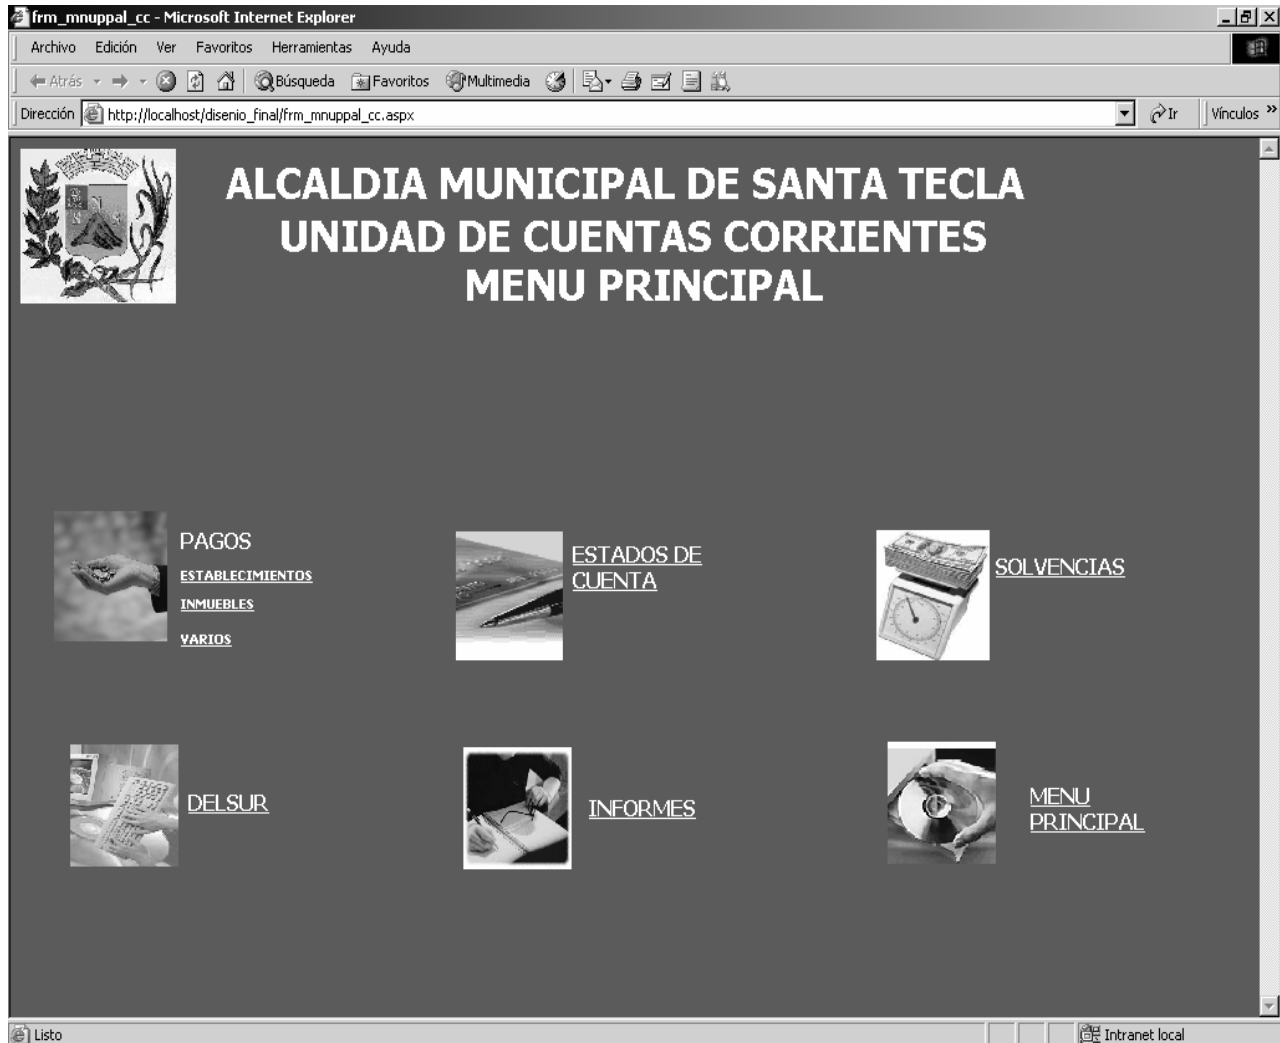 frm_mnuppal_cc - Microsoft Internet Explorer
Archivo Edición Ver Favoritos Herramientas Ayuda
Atrás Búsqueda Favoritos Multimedia
Dirección http://localhost/disenio_final/frm_mnuppal_cc.aspx Ir Vínculos »
ALCALDIA MUNICIPAL DE SANTA TECLA
UNIDAD DE CUENTAS CORRIENTES
MENU PRINCIPAL
PAGOS
ESTABLECIMIENTOS
INMUEBLES
VARIOS
ESTADOS DE
CUENTA
SOLVENCIAS
DELSUR
INFORMES
MENU
PRINCIPAL
Listo Intranet local